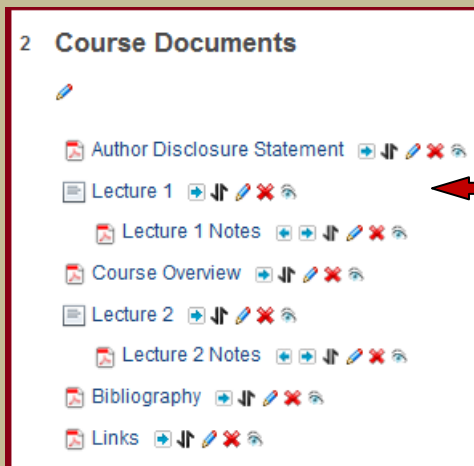 2 Course Documents
Author Disclosure Statement
Lecture 1
Lecture 1 Notes
Course Overview
Lecture 2
Lecture 2 Notes
Bibliography
Links